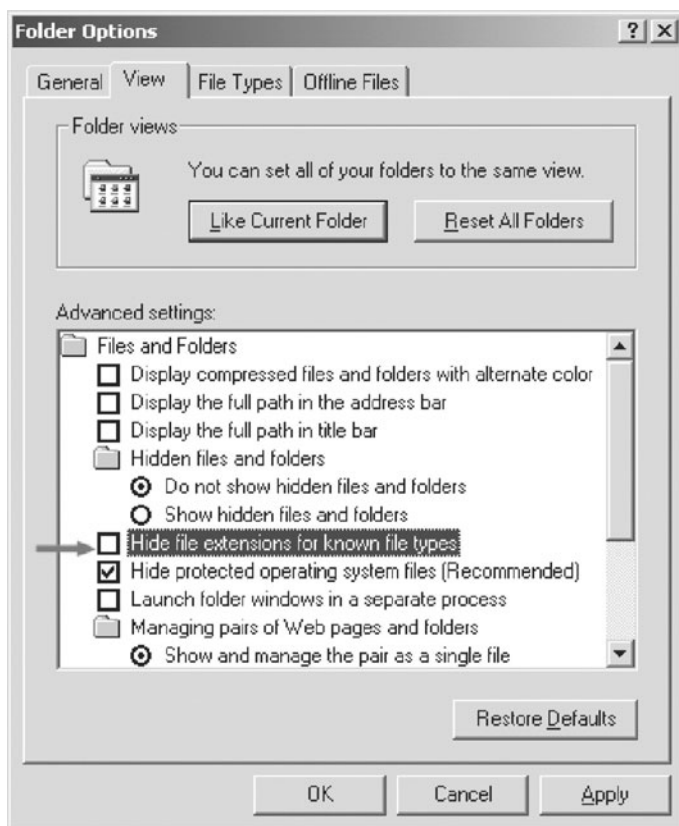 Folder Options
General View File Types Offline Files
Folder views
You can set all of your folders to the same view.
Like Current Folder Reset All Folders
Advanced settings:
Files and Folders
Display compressed files and folders with alternate color
Display the full path in the address bar
Display the full path in title bar
Hidden files and folders
Do not show hidden files and folders
Show hidden files and folders
Hide file extensions for known file types
Hide protected operating system files (Recommended)
Launch folder windows in a separate process
Managing pairs of Web pages and folders
Show and manage the pair as a single file
Restore Defaults
OK Cancel Apply